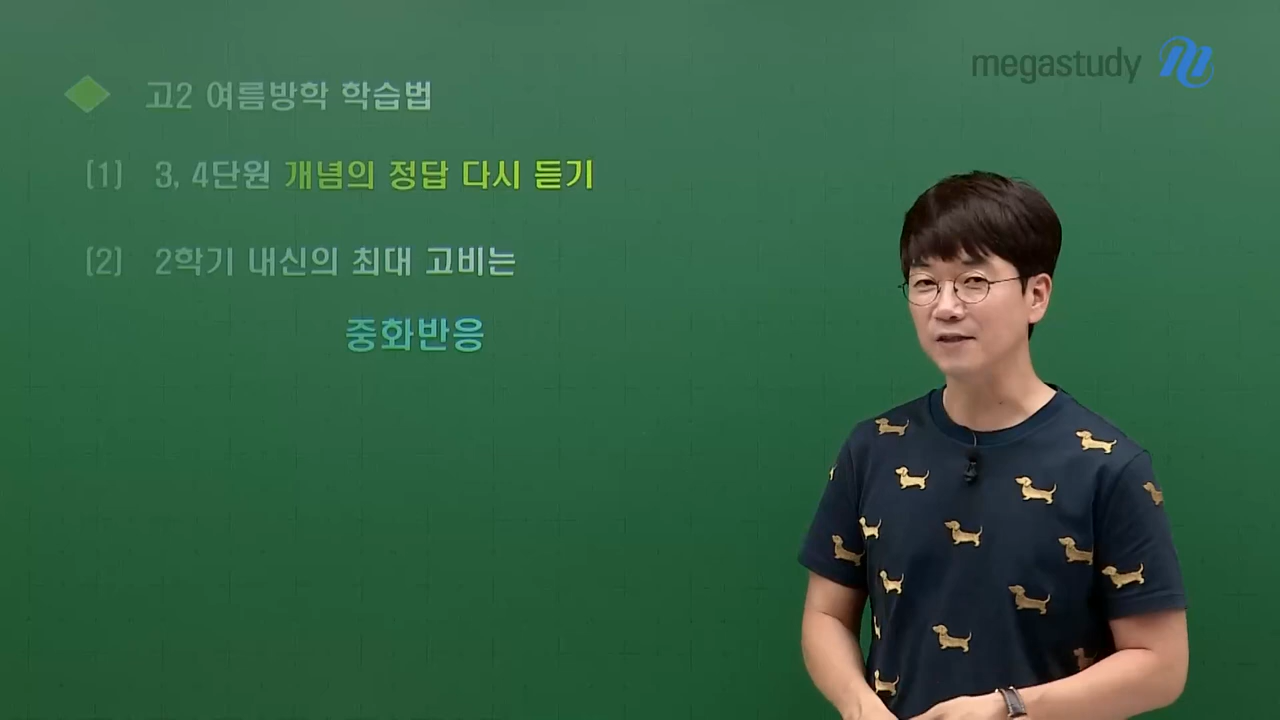 megastudy
고2 여름방학 학습법
(1) 3, 4단원 개념의 정답 다시 듣기
(2) 2학기 내신의 최대 고비는
중화반응